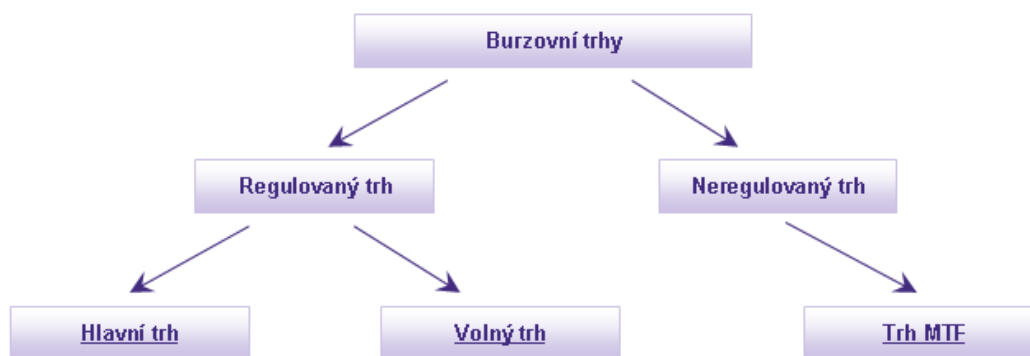 Burzovní trhy
Regulovaný trh
Neregulovaný trh
Hlavní trh
Volný trh
Trh MTF